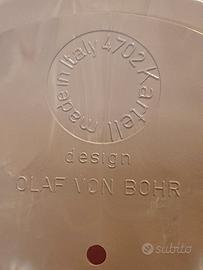 made in Italy 4702 Kartell
design
OLAF VON BOHR
subito